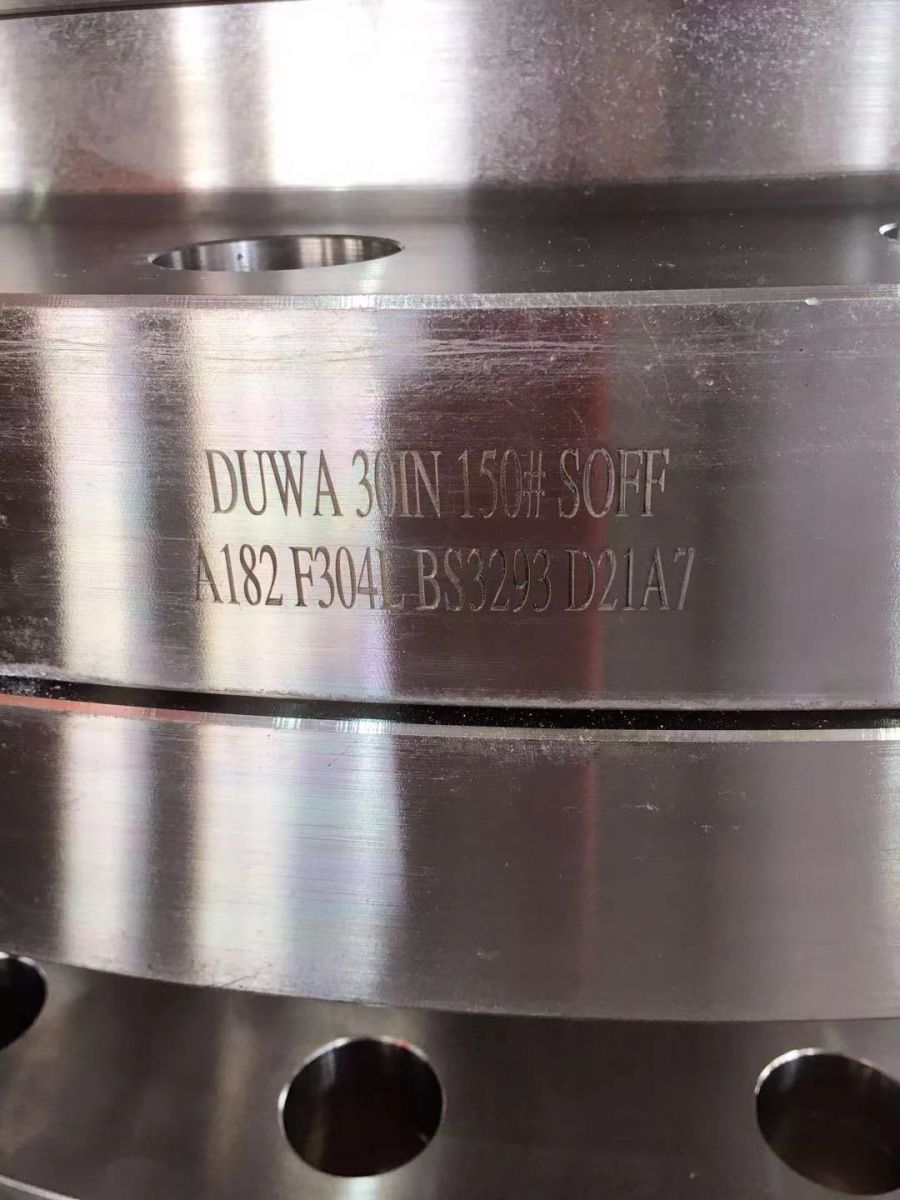 DUWA 30IN 150# SOFF
A182 F304L BS3293 D21A7